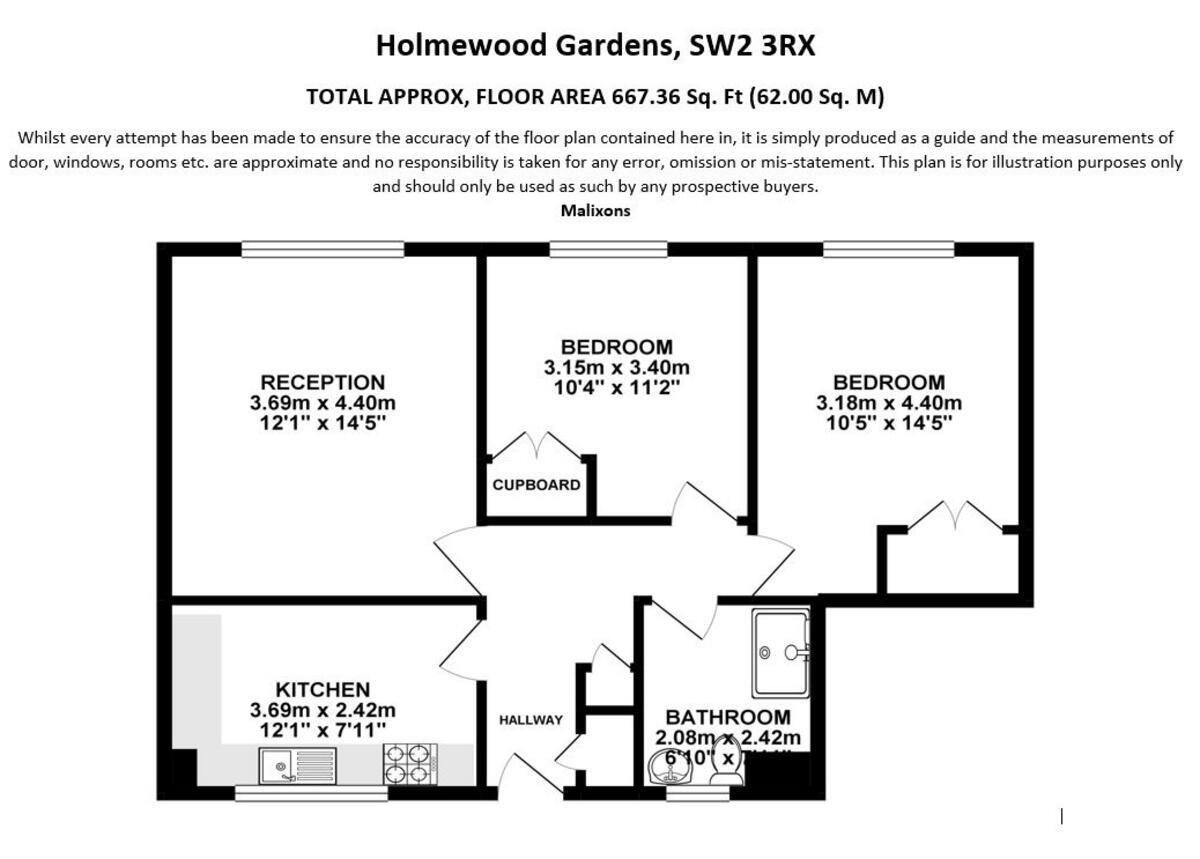 Holmewood Gardens, SW2 3RX
TOTAL APPROX, FLOOR AREA 667.36 Sq. Ft (62.00 Sq. M)
Whilst every attempt has been made to ensure the accuracy of the floor plan contained here in, it is simply produced as a guide and the measurements of
door, windows, rooms etc. are approximate and no responsibility is taken for any error, omission or mis-statement. This plan is for illustration purposes only
and should only be used as such by any prospective buyers.
Malixons
RECEPTION
3.69m x 4.40m
12'1" x 14'5"
BEDROOM
3.15m x 3.40m
10'4" x 11'2"
CUPBOARD
BEDROOM
3.18m x 4.40m
10'5" x 14'5"
KITCHEN
3.69m x 2.42m
12'1" x 7'11"
HALLWAY
BATHROOM
2.08m x 2.42m
6'10" x